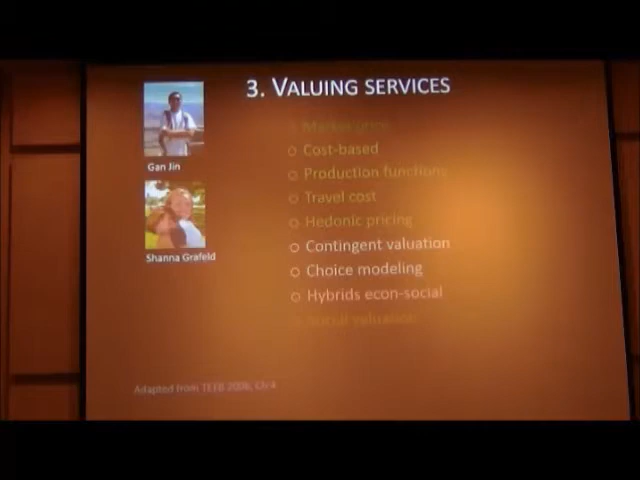 3. VALUING SERVICES
Gan Jin
Shanna Grafeld
Market price
Cost-based
Production functions
Travel cost
Hedonic pricing
Contingent valuation
Choice modeling
Hybrids econ-social
Social valuation
Adapted from TEEB 2008, Ch 4